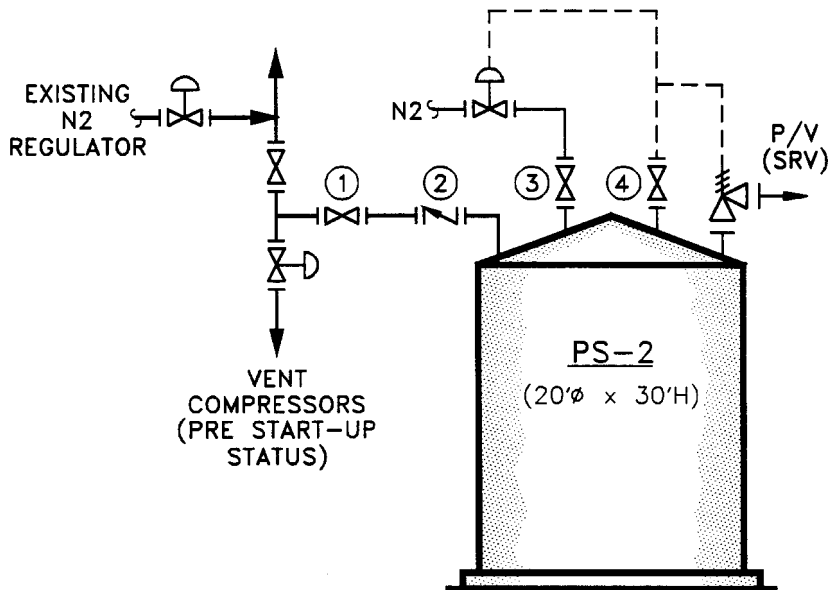 EXISTING
N2
REGULATOR
N2
P/V
(SRV)
1
2
3
4
VENT
COMPRESSORS
(PRE START-UP
STATUS)
PS-2
(20'ø x 30'H)